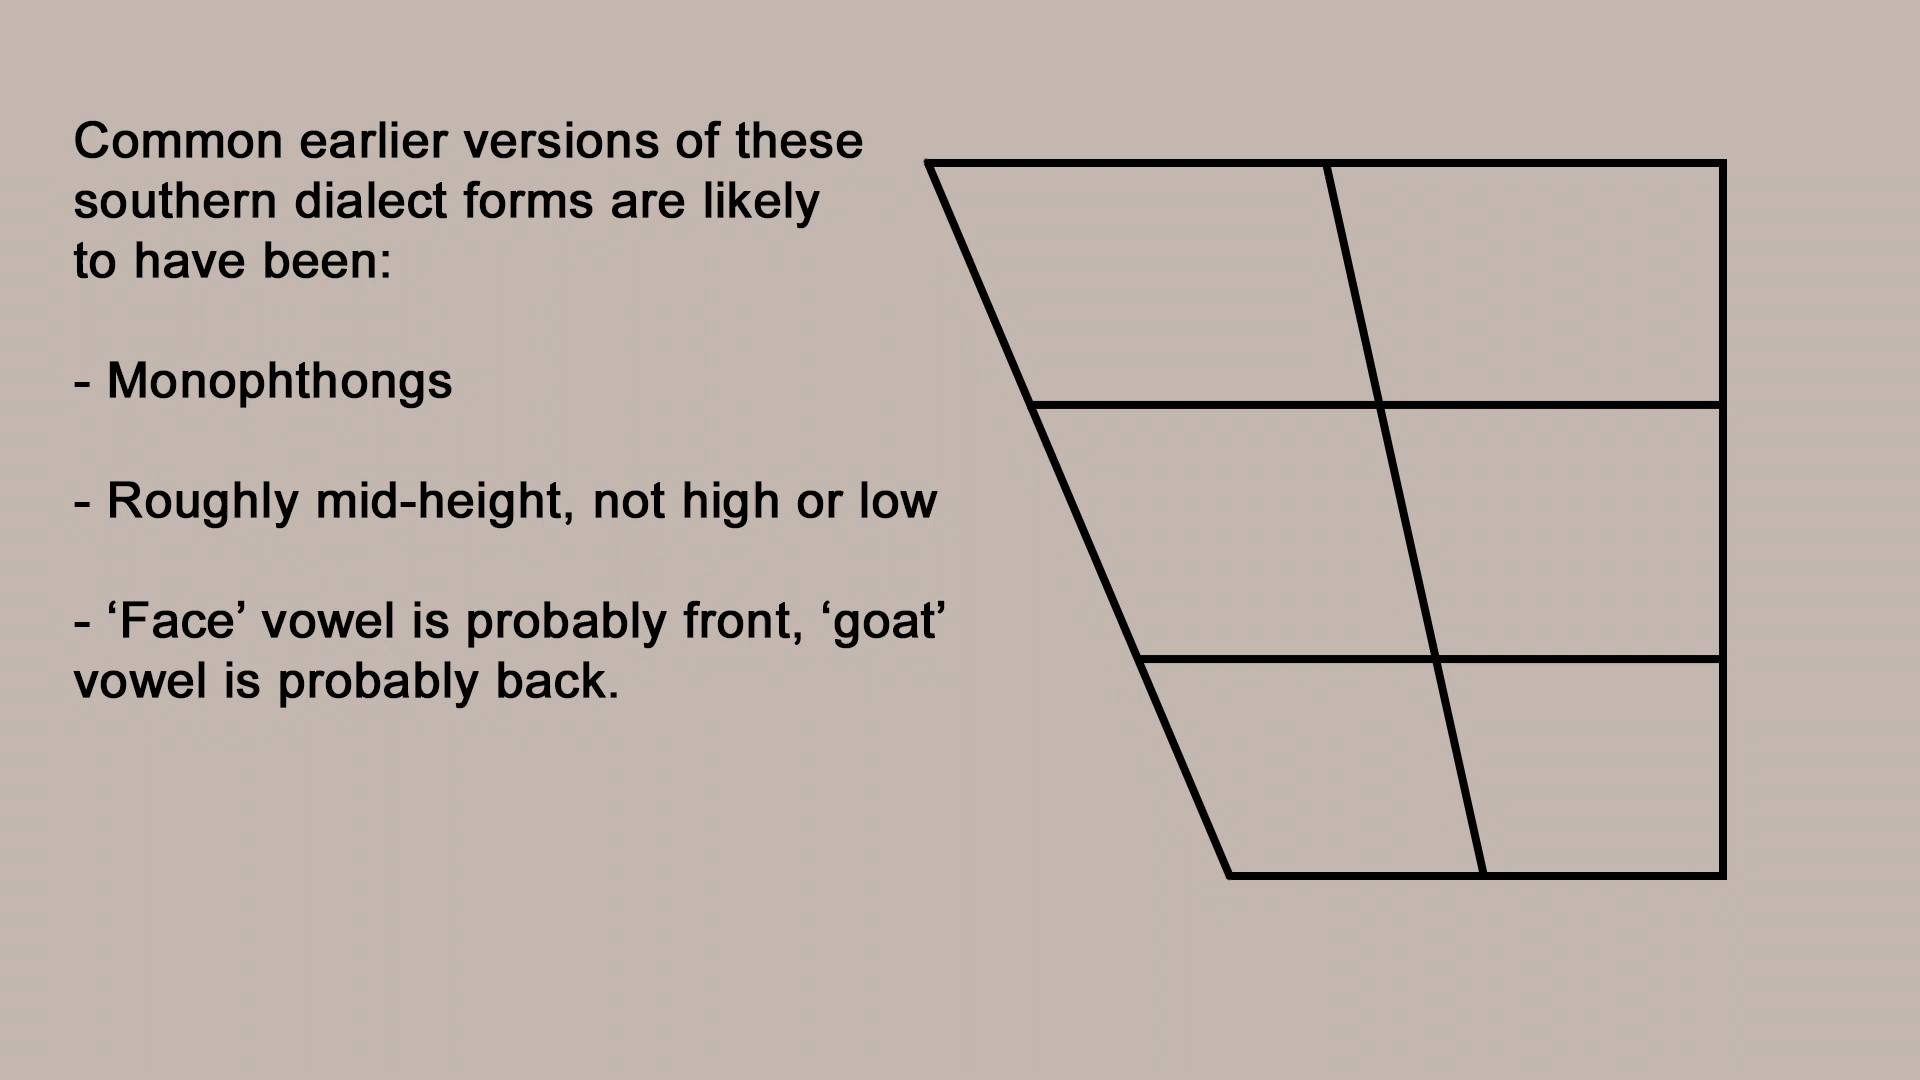 Common earlier versions of these
southern dialect forms are likely
to have been:
- Monophthongs
- Roughly mid-height, not high or low
- ‘Face’ vowel is probably front, ‘goat’
vowel is probably back.